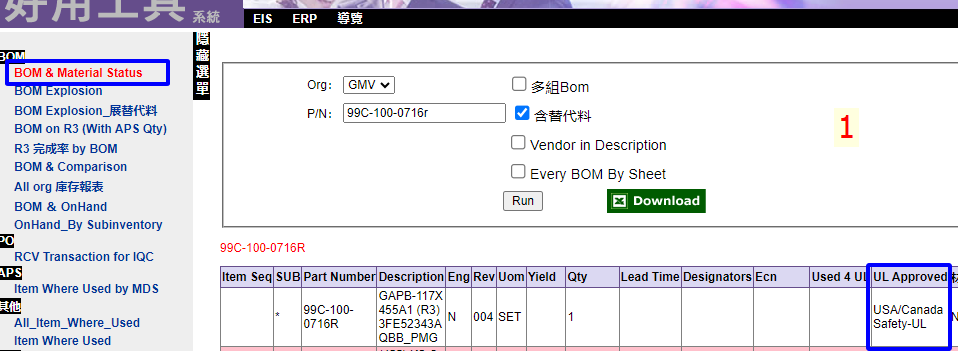 好用工具 系統
EIS ERP 導覽
隱藏選單
BOM
BOM & Material Status
BOM Explosion
BOM Explosion_展替代料
BOM on R3 (With APS Qty)
R3 完成率 by BOM
BOM & Comparison
All org 庫存報表
BOM & OnHand
OnHand_By Subinventory
PO
RCV Transaction for IQC
APS
Item Where Used by MDS
其他
All_Item_Where_Used
Item Where Used
Org: GMV
多組Bom
P/N: 99C-100-0716r
含替代料
Vendor in Description
Every BOM By Sheet
Run
Download
1
99C-100-0716R
Item Seq SUB Part Number Description Eng Rev Uom Yield Qty Lead Time Designators Ecn Used 4 UL UL Approved
* 99C-100-0716R GAPB-117X455A1 (R3) 3FE52343AQBB_PMG N 004 SET 1 USA/Canada Safety-UL N